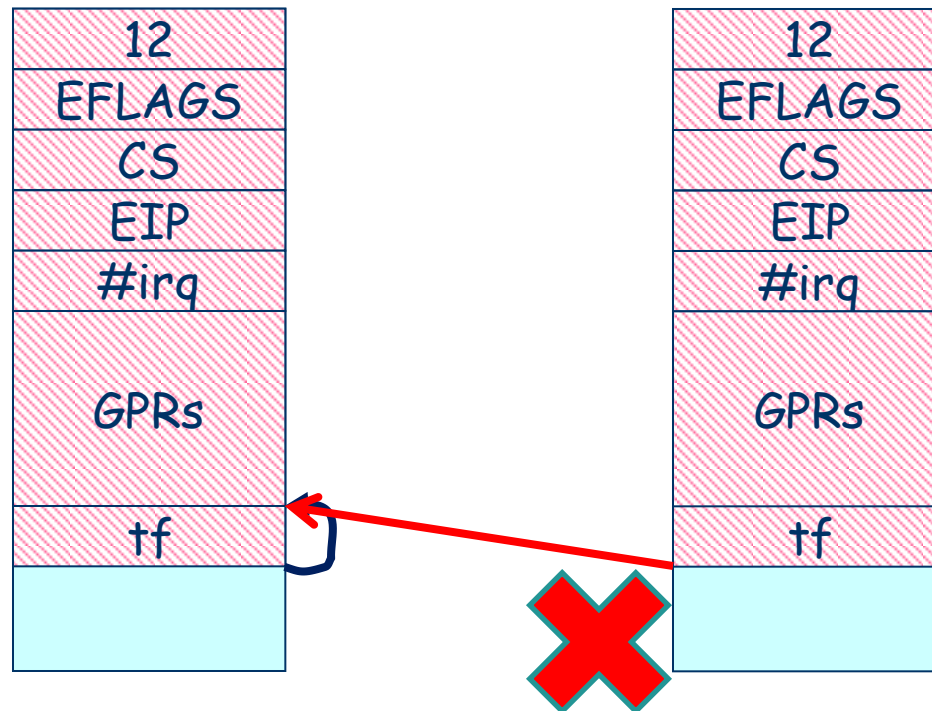 12
EFLAGS
CS
EIP
#irq
GPRs
tf
12
EFLAGS
CS
EIP
#irq
GPRs
tf